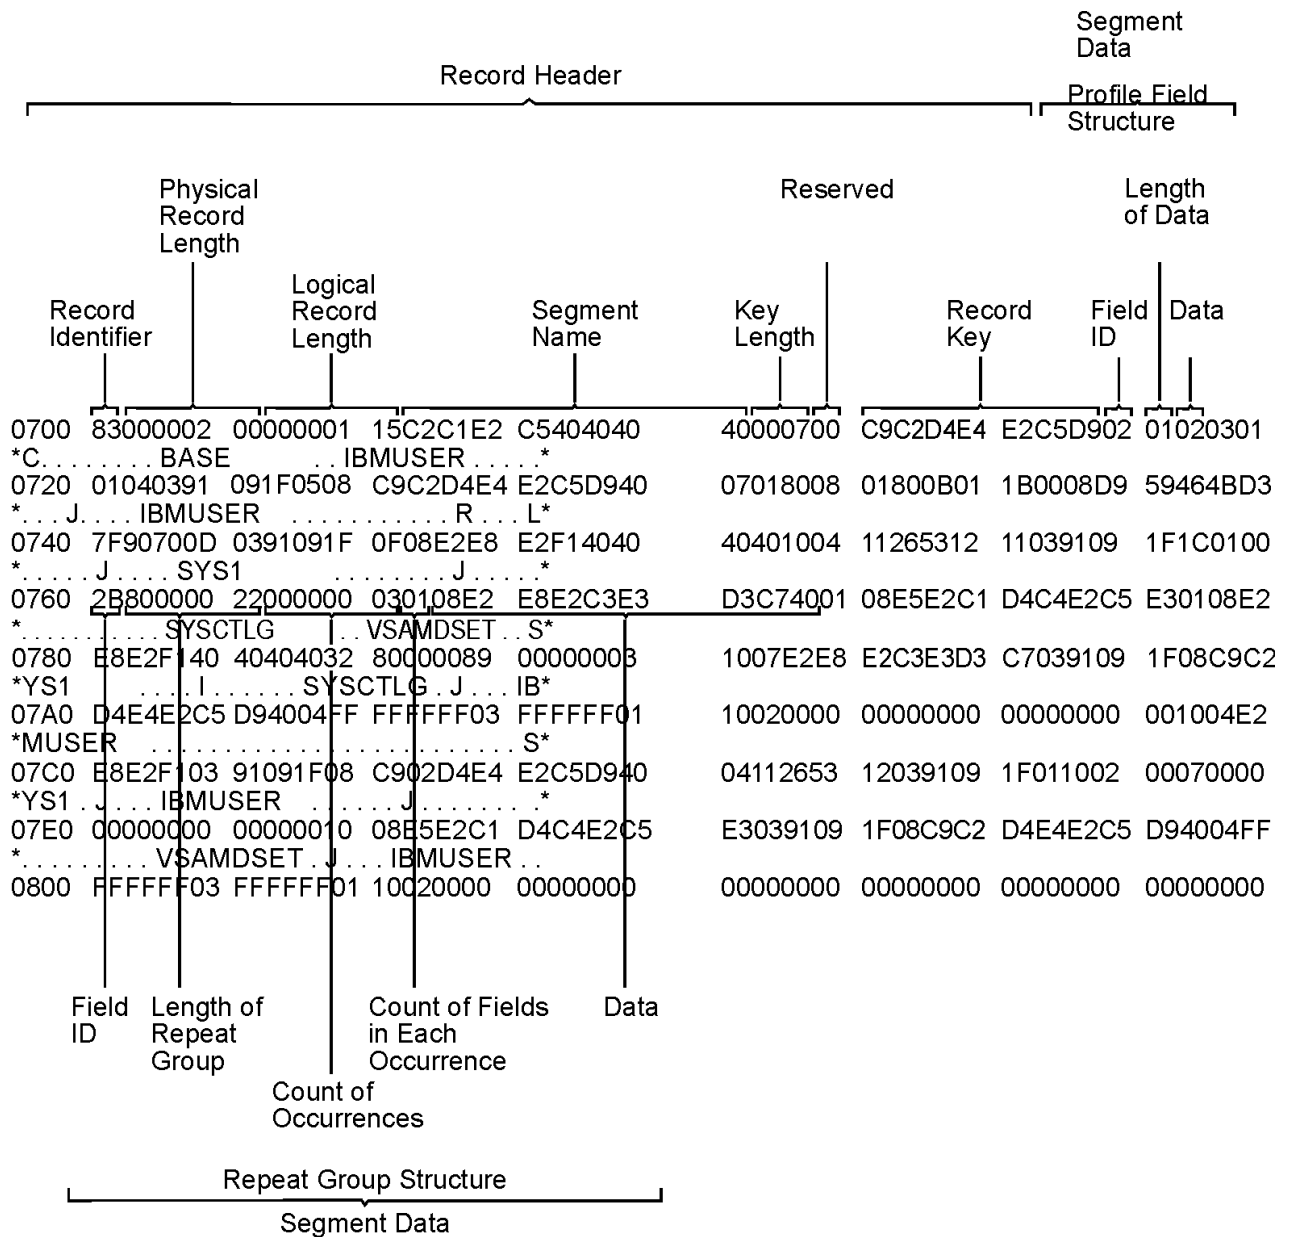 Segment
Data
Record Header
Profile Field
Structure
Physical
Record
Length
Reserved
Length
of Data
Logical
Record
Length
Record
Identifier
Segment
Name
Key
Length
Record
Key
Field
ID
Data
0700 83000002 00000001 15C2C1E2 C5404040 40000700 C9C2D4E4 E2C5D902 01020301
*C. . . . . . . . BASE . . IBMUSER . . . . . *
0720 01040391 091F0508 C9C2D4E4 E2C5D940 07018008 01800B01 1B0008D9 59464BD3
*. . . J. . . . IBMUSER . . . . . . . . . . . . R . . . L*
0740 7F90700D 0391091F 0F08E2E8 E2F14040 40401004 11265312 11039109 1F1C0100
*. . . . . J . . . . SYS1 . . . . . . . . J . . . . . *
0760 2B800000 22000000 030108E2 E8E2C3E3 D3C74001 08E5E2C1 D4C4E2C5 E30108E2
*. . . . . . . . . . . SYSCTLG . . VSAMDSET . . S*
0780 E8E2F140 40404032 80000089 00000003 1007E2E8 E2C3E3D3 C7039109 1F08C9C2
*YS1 . . . . I . . . . . . SYSCTLG . J . . . IB*
07A0 D4E4E2C5 D94004FF FFFFFF03 FFFFFF01 10020000 00000000 00000000 001004E2
*MUSER . . . . . . . . . . . . . . . . . . . . . . . . S*
07C0 E8E2F103 91091F08 C902D4E4 E2C5D940 04112653 12039109 1F011002 00070000
*YS1 . J . . . IBMUSER . . . . . . J . . . . . . . . *
07E0 00000000 00000010 08E5E2C1 D4C4E2C5 E3039109 1F08C9C2 D4E4E2C5 D94004FF
*. . . . . . . . . VSAMDSET . J . . . IBMUSER . .
0800 FFFFFF03 FFFFFF01 10020000 00000000 00000000 00000000 00000000 00000000
Field
ID
Length of
Repeat
Group
Count of Fields
in Each
Occurrence
Data
Count of
Occurrences
Repeat Group Structure
Segment Data